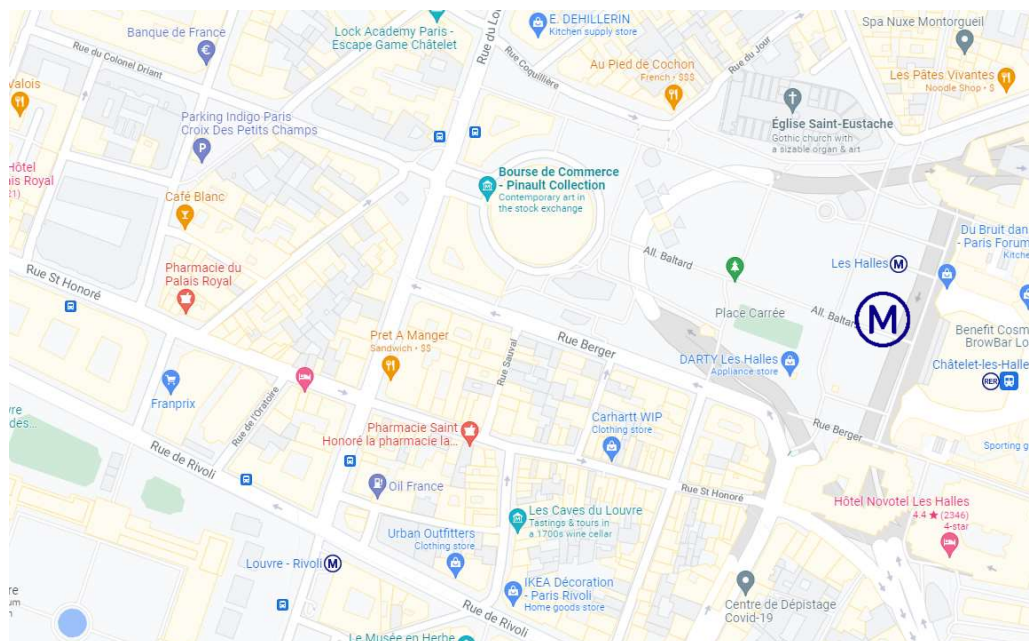 Banque de France
Lock Academy Paris -
Escape Game Châtelet
Rue du Lou
E. DEHILLERIN
Kitchen supply store
Spa Nuxe Montorgueil
Rue du Colonel Driant
Rue Coquillière
Au Pied de Cochon
French • $$$
Rue du Jour
Les Pâtes Vivantes
Noodle Shop • $
Valois
Parking Indigo Paris
Croix Des Petits Champs
P
Église Saint-Eustache
Gothic church with
a sizable organ & art
Hôtel
ais Royal
21)
Bourse de Commerce
- Pinault Collection
Contemporary art in
the stock exchange
Café Blanc
Du Bruit dan
- Paris Forum
Kitche
All. Baltard
Les Halles
M
Rue St Honoré
Pharmacie du
Palais Royal
Place Carrée
All. Baltard
M
Benefit Cosm
BrowBar Lo
Pret A Manger
Sandwich • $$
Rue Sauval
Rue Berger
DARTY Les Halles
Appliance store
Châtelet-les-Halle
RER
Franprix
Rue de l'Oratoire
Carhartt WIP
Clothing store
Pharmacie Saint
Honoré la pharmacie la...
Rue Berger
Sporting g
vre
des...
Rue de Rivoli
Oil France
Rue St Honoré
Hôtel Novotel Les Halles
4.4 ★ (2346)
4-star
Les Caves du Louvre
Tastings & tours in
a 1700s wine cellar
Urban Outfitters
Clothing store
Louvre - Rivoli
M
IKEA Décoration
- Paris Rivoli
Home goods store
Centre de Dépistage
Covid-19
Rue de Rivoli
Le Musée en Herbe